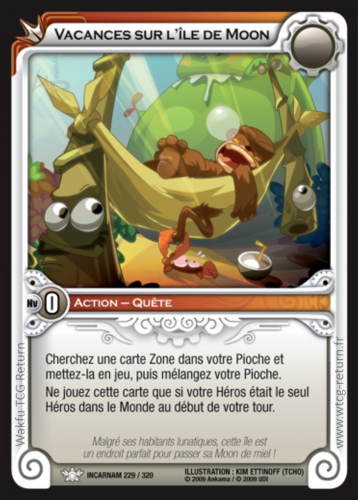 Vacances sur l'île de Moon
Nv 0 Action – Quête
Cherchez une carte Zone dans votre Pioche et
mettez-la en jeu, puis mélangez votre Pioche.
Ne jouez cette carte que si votre Héros était le seul
Héros dans le Monde au début de votre tour.
Malgré ses habitants lunatiques, cette île est
un endroit parfait pour passer sa Moon de miel !
INCARNAM 229 / 320
ILLUSTRATION : KIM ETTINOFF (TCHO)
© 2009 Ankama / © 2009 UDI
Wakfu TCG Return
www.wtcg-return.fr